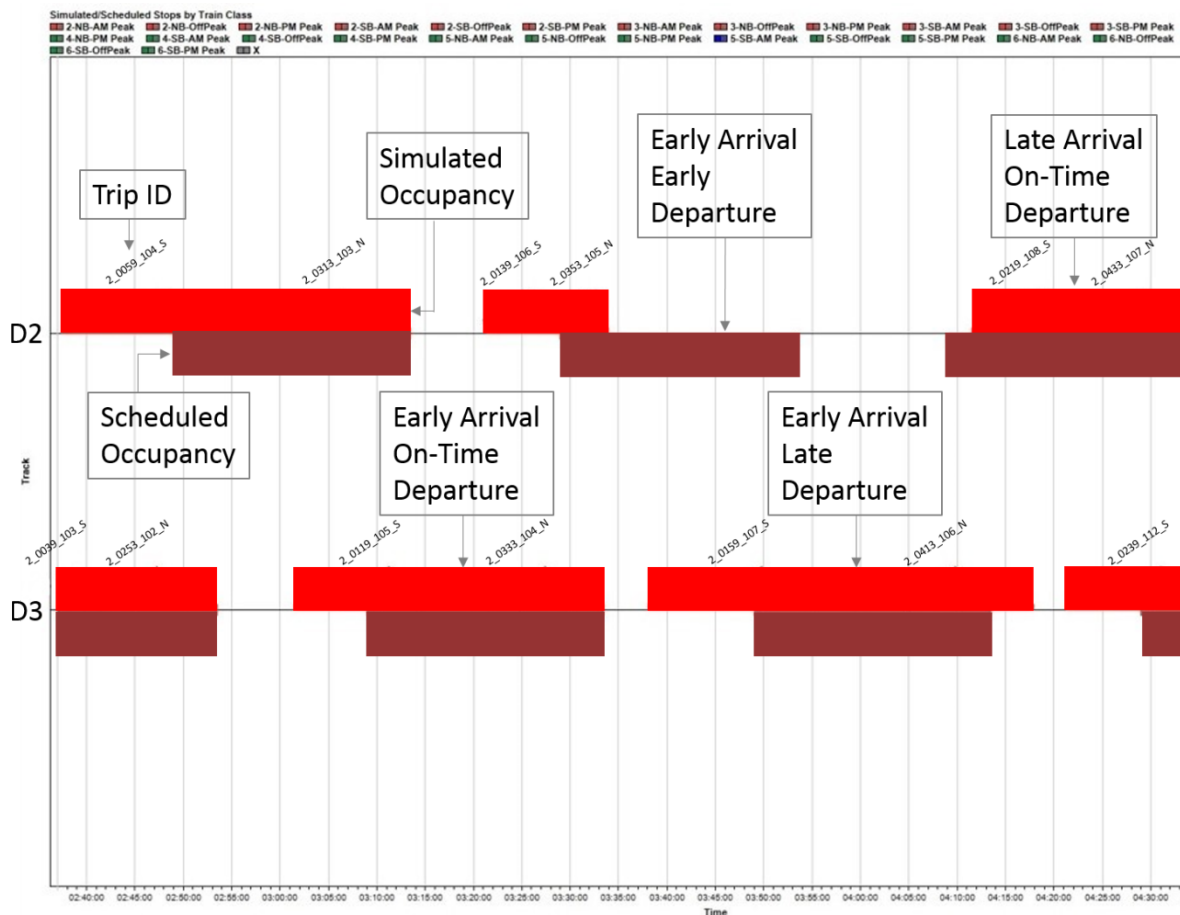 Simulated/Scheduled Stops by Train Class
2-NB-AM Peak 2-NB-OffPeak 2-NB-PM Peak 2-SB-AM Peak 2-SB-OffPeak 2-SB-PM Peak 3-NB-AM Peak 3-NB-OffPeak 3-NB-PM Peak 3-SB-AM Peak 3-SB-OffPeak 3-SB-PM Peak
4-NB-PM Peak 4-SB-AM Peak 4-SB-OffPeak 4-SB-PM Peak 5-NB-AM Peak 5-NB-OffPeak 5-NB-PM Peak 5-SB-AM Peak 5-SB-OffPeak 5-SB-PM Peak 6-NB-AM Peak 6-NB-OffPeak
6-SB-OffPeak 6-SB-PM Peak X
Trip ID
Simulated
Occupancy
Early Arrival
Early
Departure
Late Arrival
On-Time
Departure
2_0059_104_S
2_0313_103_N
2_0139_106_S
2_0353_105_N
2_0219_108_S
2_0433_107_N
D2
Scheduled
Occupancy
Early Arrival
On-Time
Departure
Early Arrival
Late
Departure
Track
2_0039_103_S
2_0253_102_N
2_0119_105_S
2_0333_104_N
2_0159_107_S
2_0413_106_N
2_0239_112_S
D3
02:40:00 02:45:00 02:50:00 02:55:00 03:00:00 03:05:00 03:10:00 03:15:00 03:20:00 03:25:00 03:30:00 03:35:00 03:40:00 03:45:00 03:50:00 03:55:00 04:00:00 04:05:00 04:10:00 04:15:00 04:20:00 04:25:00 04:30:00
Time